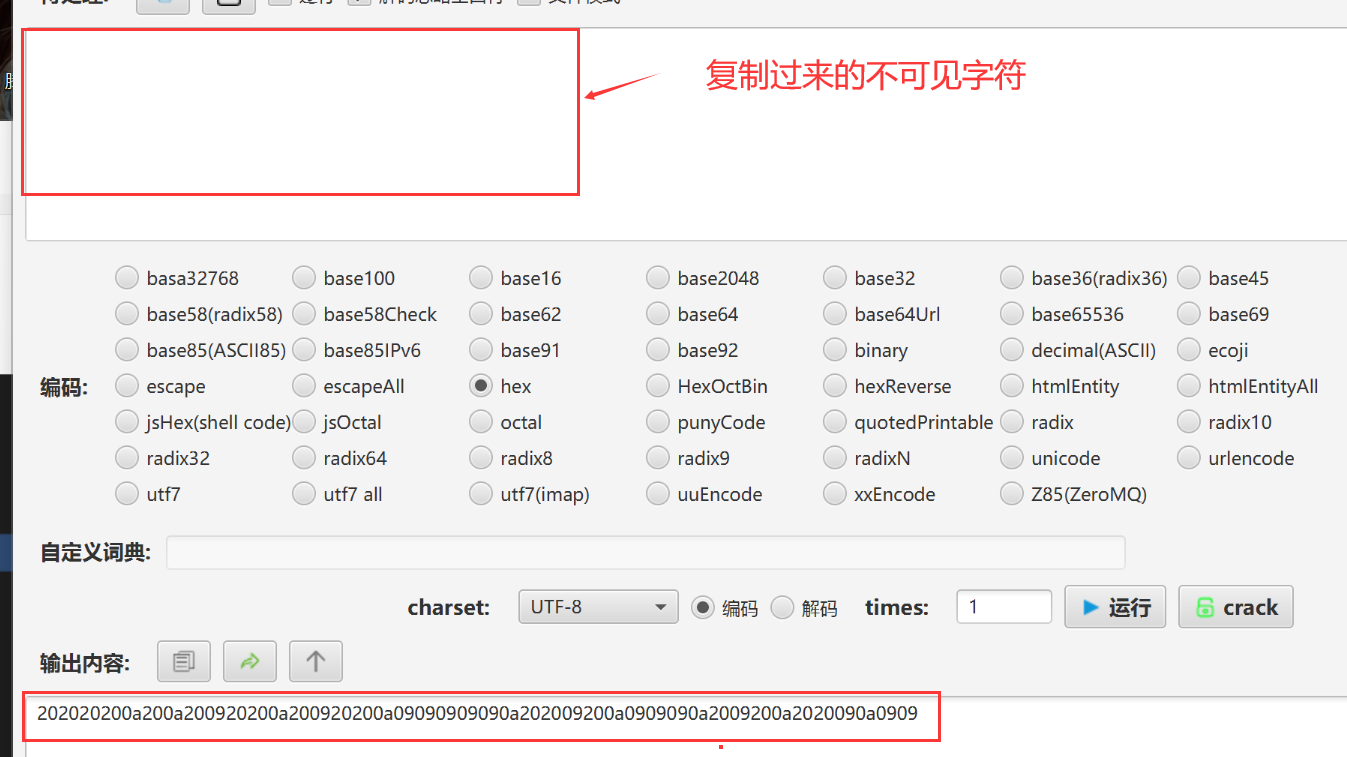 复制过来的不可见字符
basa32768 base100 base16 base2048 base32 base36(radix36) base45
base58(radix58) base58Check base62 base64 base64Url base65536 base69
base85(ASCII85) base85IPv6 base91 base92 binary decimal(ASCII) ecoji
编码: escape escapeAll hex HexOctBin hexReverse htmlEntity htmlEntityAll
jsHex(shell code) jsOctal octal punyCode quotedPrintable radix radix10
radix32 radix64 radix8 radix9 radixN unicode urlencode
utf7 utf7 all utf7(imap) uuEncode xxEncode Z85(ZeroMQ)
自定义词典:
charset: UTF-8 编码 解码 times: 1 运行 crack
输出内容:
202020200a200a200920200a200920200a09090909090a202009200a0909090a2009200a2020090a0909